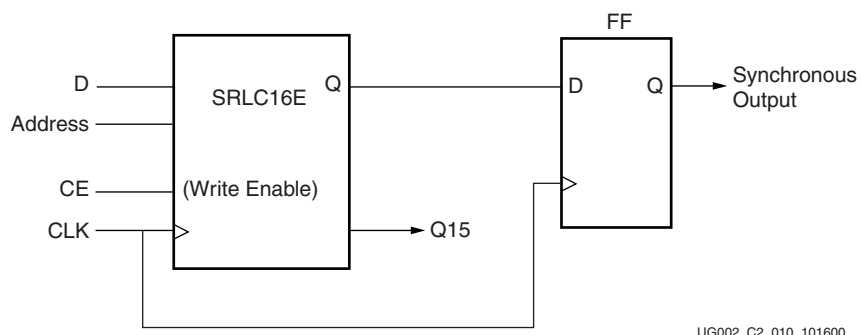 FF
D
SRLC16E
Q
D
Q
Synchronous
Output
Address
CE
(Write Enable)
CLK
Q15
UG002_C2_010_101600